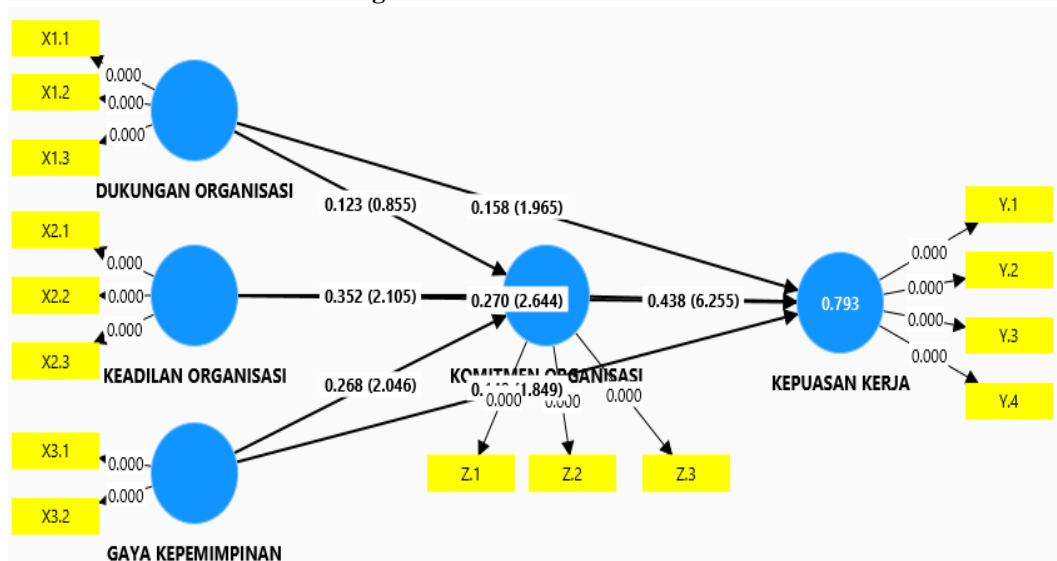 X1.1
X1.2
X1.3
0.000
0.000
0.000
DUKUNGAN ORGANISASI
0.123 (0.855)
0.158 (1.965)
X2.1
X2.2
X2.3
0.000
0.000
0.000
KEADILAN ORGANISASI
0.352 (2.105)
0.270 (2.644)
0.438 (6.255)
KOMITMEN ORGANISASI
0.268 (2.046)
(1.849)
0.000
0.000
0.000
Z.1
Z.2
Z.3
X3.1
X3.2
0.000
0.000
GAYA KEPEMIMPINAN
0.793
KEPUASAN KERJA
0.000
0.000
0.000
0.000
Y.1
Y.2
Y.3
Y.4